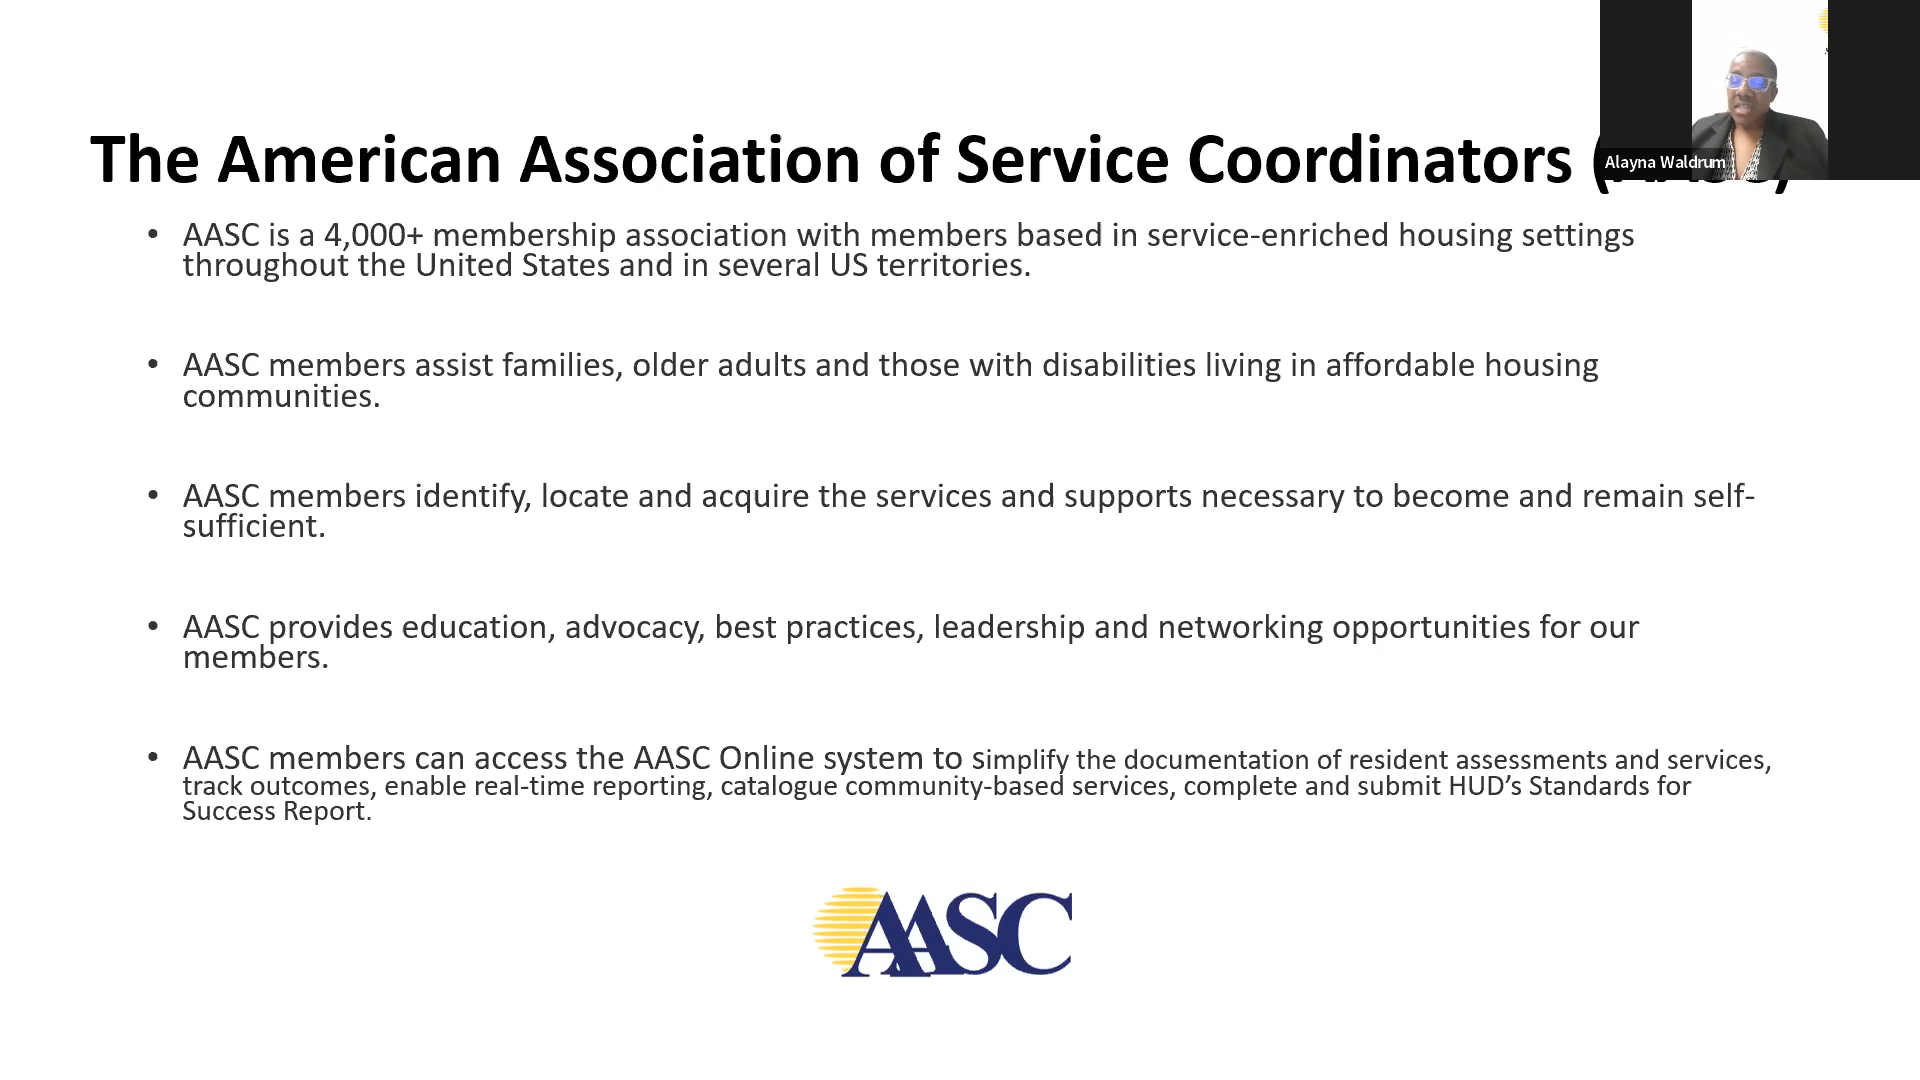 The American Association of Service Coordinators
Alayna Waldrum
• AASC is a 4,000+ membership association with members based in service-enriched housing settings
throughout the United States and in several US territories.
• AASC members assist families, older adults and those with disabilities living in affordable housing
communities.
• AASC members identify, locate and acquire the services and supports necessary to become and remain self-
sufficient.
• AASC provides education, advocacy, best practices, leadership and networking opportunities for our
members.
• AASC members can access the AASC Online system to simplify the documentation of resident assessments and services,
track outcomes, enable real-time reporting, catalogue community-based services, complete and submit HUD’s Standards for
Success Report.
AASC